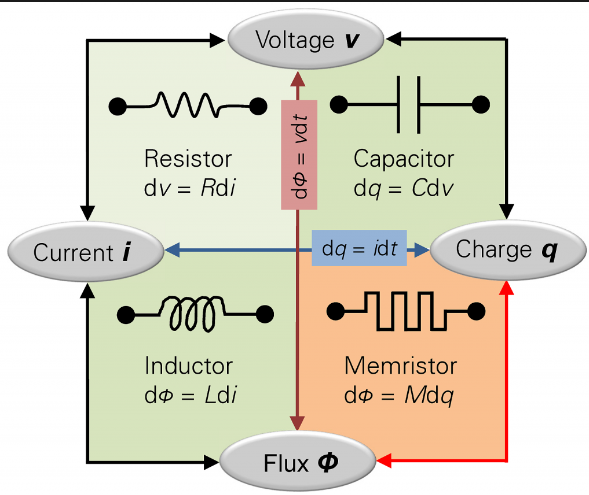 Voltage v
Resistor
dv = Rdi
dΦ = vdt
Capacitor
dq = Cdv
Current i
dq = idt
Charge q
Inductor
dΦ = Ldi
Memristor
dΦ = Mdq
Flux Φ